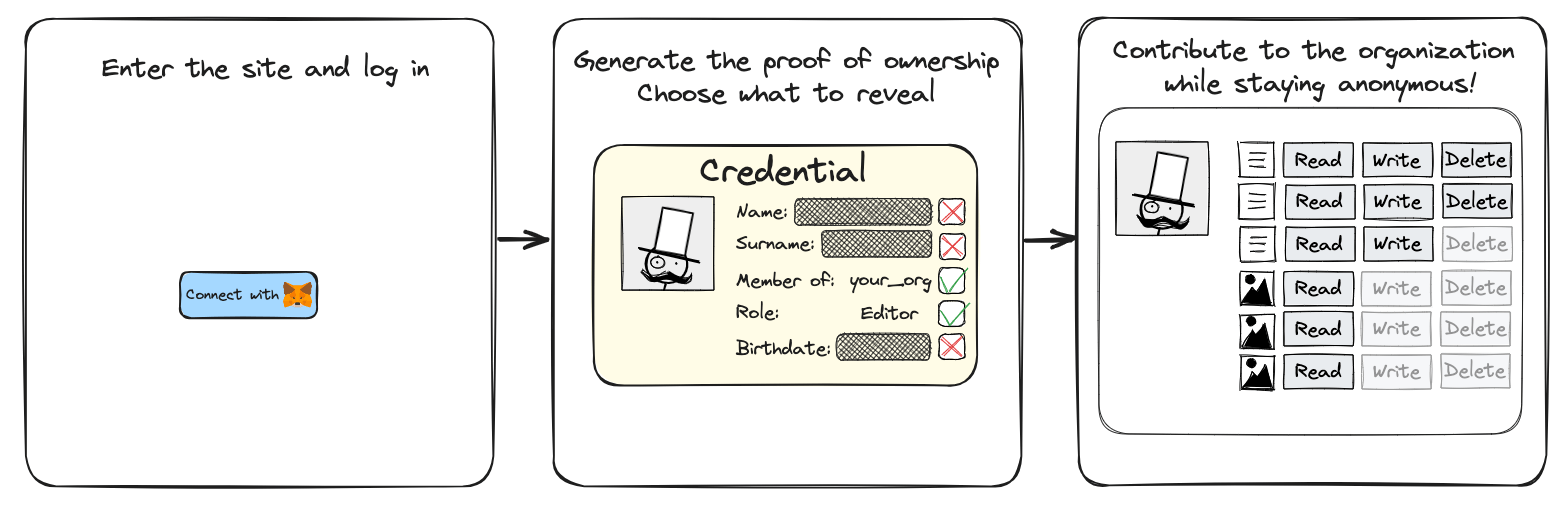 Enter the site and log in
Connect with
Generate the proof of ownership
Choose what to reveal
Credential
Name:
Surname:
Member of: your_org
Role: Editor
Birthdate:
Contribute to the organization
while staying anonymous!
Read Write Delete
Read Write Delete
Read Write Delete
Read Write Delete
Read Write Delete
Read Write Delete